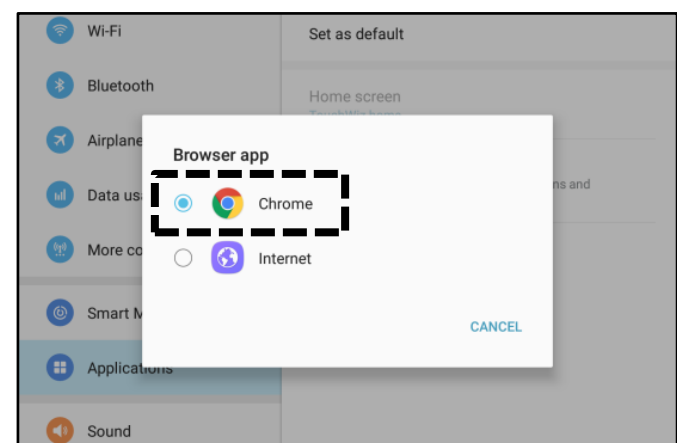 Wi-Fi
Set as default
Bluetooth
Home screen
Airplane
Browser app
Data us
ns and
Chrome
More co
Internet
Smart M
CANCEL
Applications
Sound